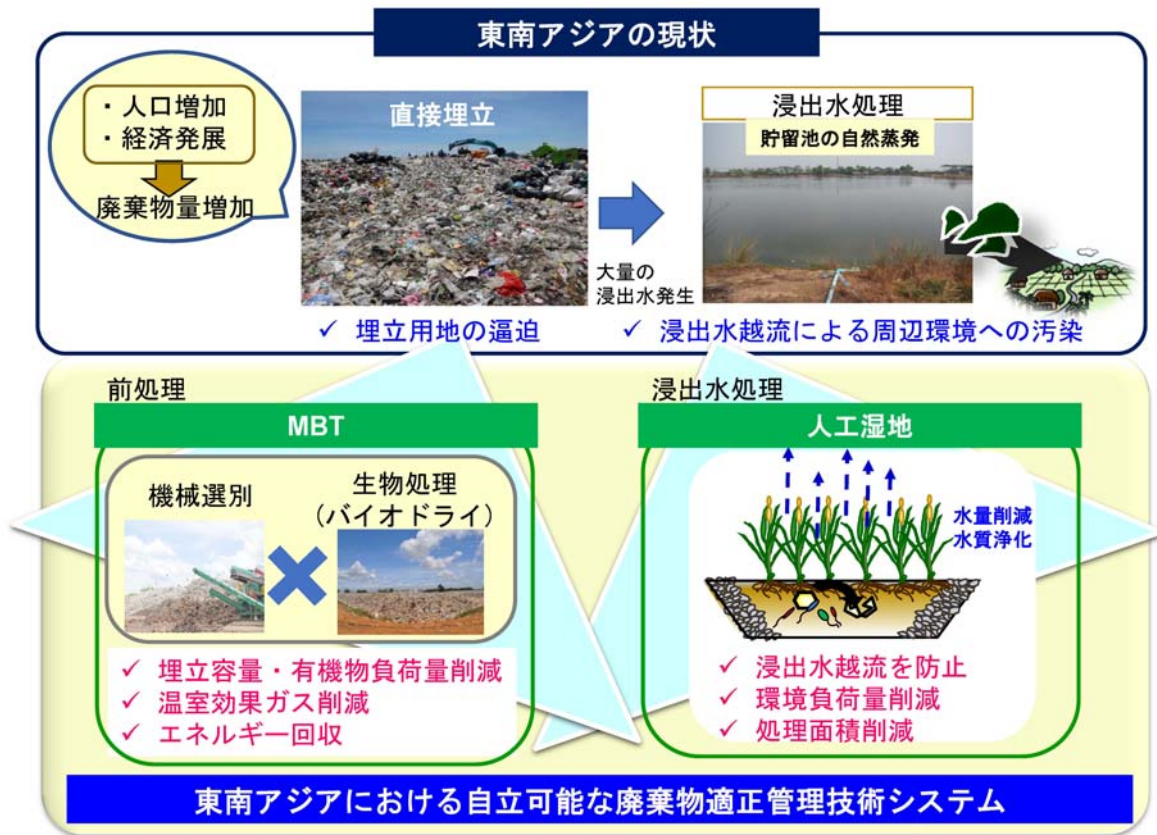 東南アジアの現状
・人口増加
・経済発展
廃棄物量増加
直接埋立
大量の
浸出水発生
浸出水処理
貯留池の自然蒸発
✓ 埋立用地の逼迫
✓ 浸出水越流による周辺環境への汚染
前処理
MBT
機械選別
生物処理
(バイオドライ)
✓ 埋立容量・有機物負荷量削減
✓ 温室効果ガス削減
✓ エネルギー回収
浸出水処理
人工湿地
水量削減
水質浄化
✓ 浸出水越流を防止
✓ 環境負荷量削減
✓ 処理面積削減
東南アジアにおける自立可能な廃棄物適正管理技術システム